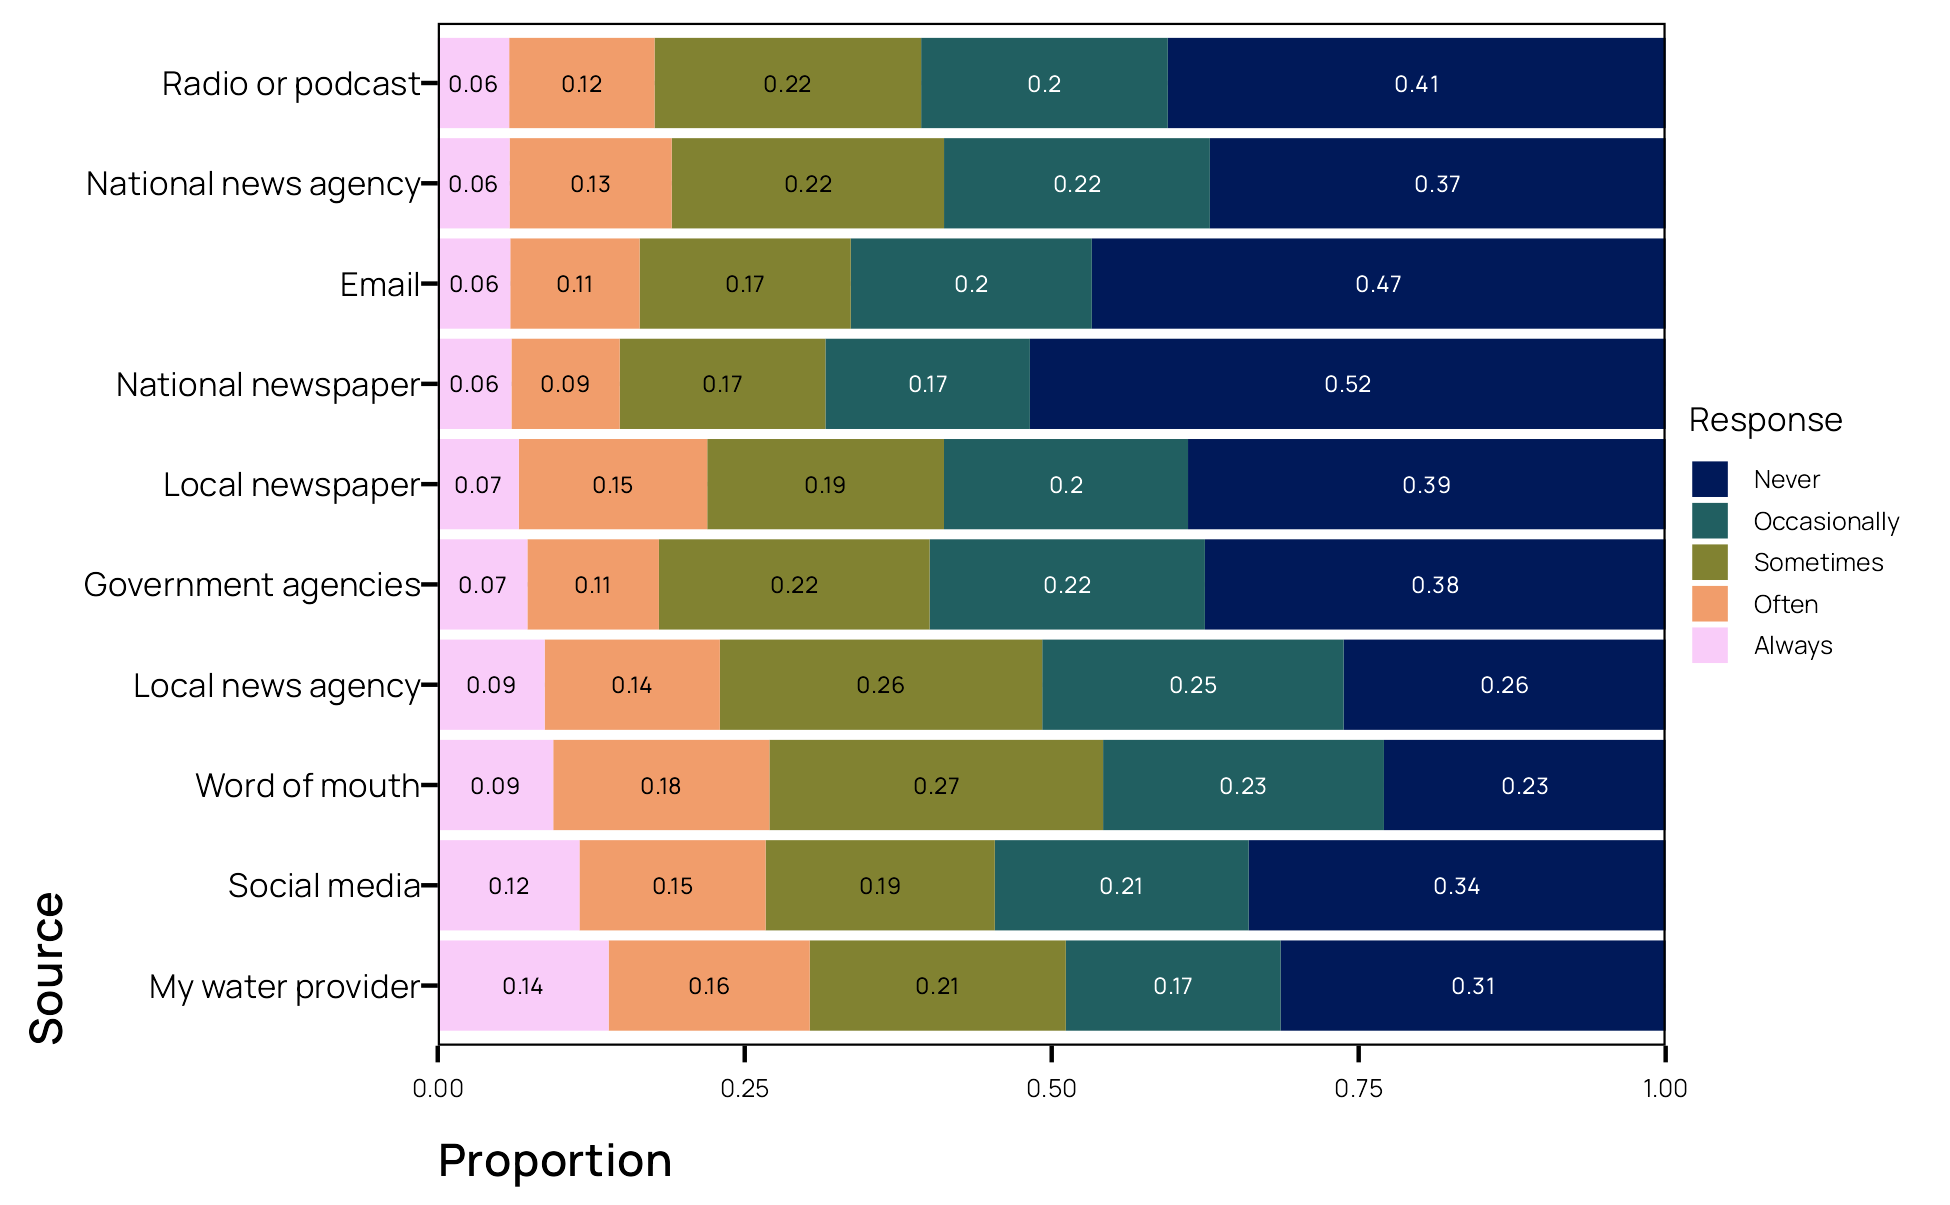 Radio or podcast 0.06 0.12 0.22 0.2 0.41
National news agency 0.06 0.13 0.22 0.22 0.37
Email 0.06 0.11 0.17 0.2 0.47
National newspaper 0.06 0.09 0.17 0.17 0.52
Local newspaper 0.07 0.15 0.19 0.2 0.39
Government agencies 0.07 0.11 0.22 0.22 0.38
Local news agency 0.09 0.14 0.26 0.25 0.26
Word of mouth 0.09 0.18 0.27 0.23 0.23
Social media 0.12 0.15 0.19 0.21 0.34
My water provider 0.14 0.16 0.21 0.17 0.31
Source
0.00 0.25 0.50 0.75 1.00
Proportion
Response
Never
Occasionally
Sometimes
Often
Always